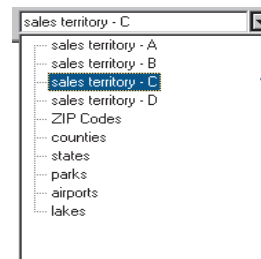 sales territory - C
sales territory - A
sales territory - B
sales territory - C
sales territory - D
ZIP Codes
counties
states
parks
airports
lakes